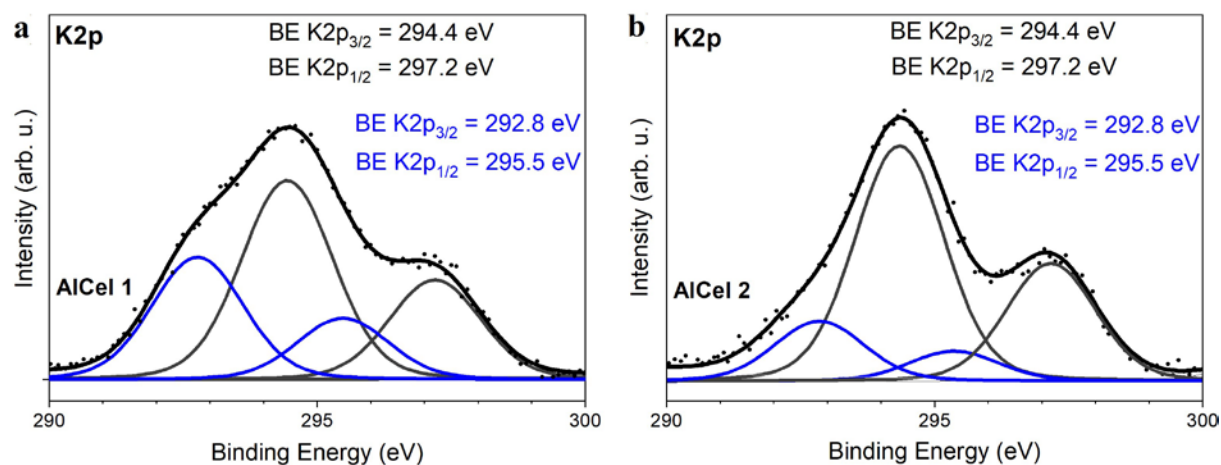 a
K2p
BE K2p3/2 = 294.4 eV
BE K2p1/2 = 297.2 eV
BE K2p3/2 = 292.8 eV
BE K2p1/2 = 295.5 eV
Intensity (arb. u.)
AlCel 1
290 295 300
Binding Energy (eV)
b
K2p
BE K2p3/2 = 294.4 eV
BE K2p1/2 = 297.2 eV
BE K2p3/2 = 292.8 eV
BE K2p1/2 = 295.5 eV
Intensity (arb. u.)
AlCel 2
290 295 300
Binding Energy (eV)